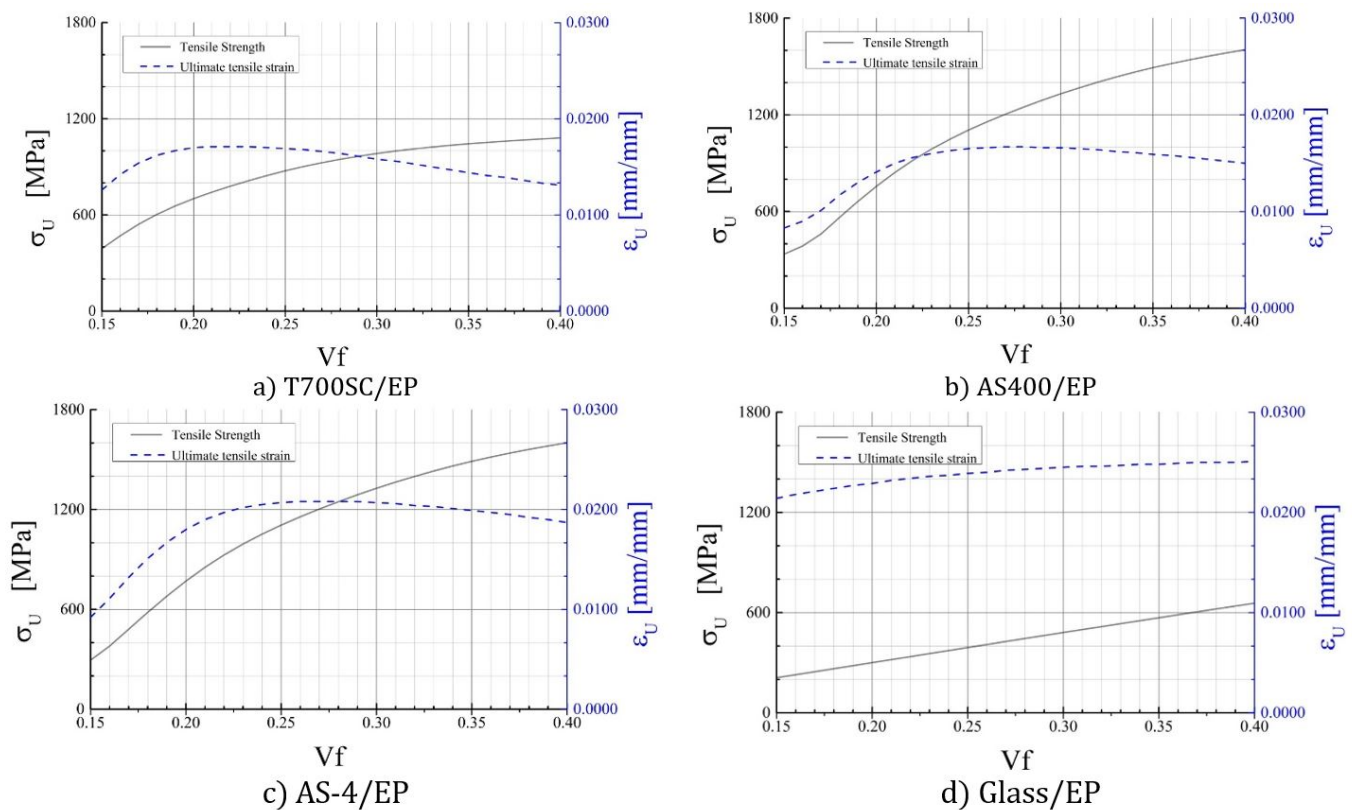 1800
1200
600
0
σU [MPa]
Tensile Strength
Ultimate tensile strain
0.0300
0.0200
0.0100
0.0000
εU [mm/mm]
0.15 0.20 0.25 0.30 0.35 0.40
Vf
a) T700SC/EP
1800
1200
600
0
σU [MPa]
Tensile Strength
Ultimate tensile strain
0.0300
0.0200
0.0100
0.0000
εU [mm/mm]
0.15 0.20 0.25 0.30 0.35 0.40
Vf
b) AS400/EP
1800
1200
600
0
σU [MPa]
Tensile Strength
Ultimate tensile strain
0.0300
0.0200
0.0100
0.0000
εU [mm/mm]
0.15 0.20 0.25 0.30 0.35 0.40
Vf
c) AS-4/EP
1800
1200
600
0
σU [MPa]
Tensile Strength
Ultimate tensile strain
0.0300
0.0200
0.0100
0.0000
εU [mm/mm]
0.15 0.20 0.25 0.30 0.35 0.40
Vf
d) Glass/EP